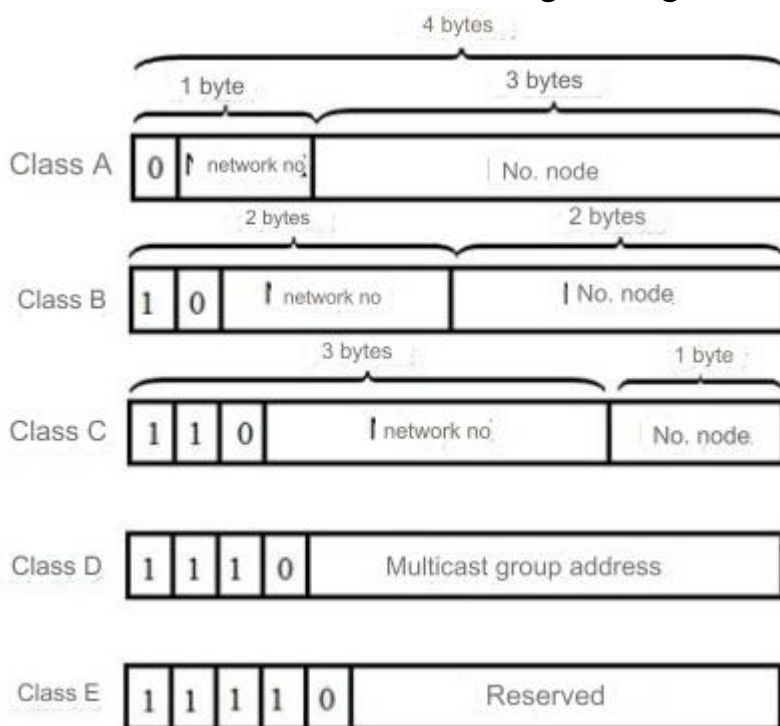 4 bytes
1 byte 3 bytes
Class A 0 network no No. node
2 bytes 2 bytes
Class B 1 0 network no No. node
3 bytes 1 byte
Class C 1 1 0 network no No. node
Class D 1 1 1 0 Multicast group address
Class E 1 1 1 1 0 Reserved